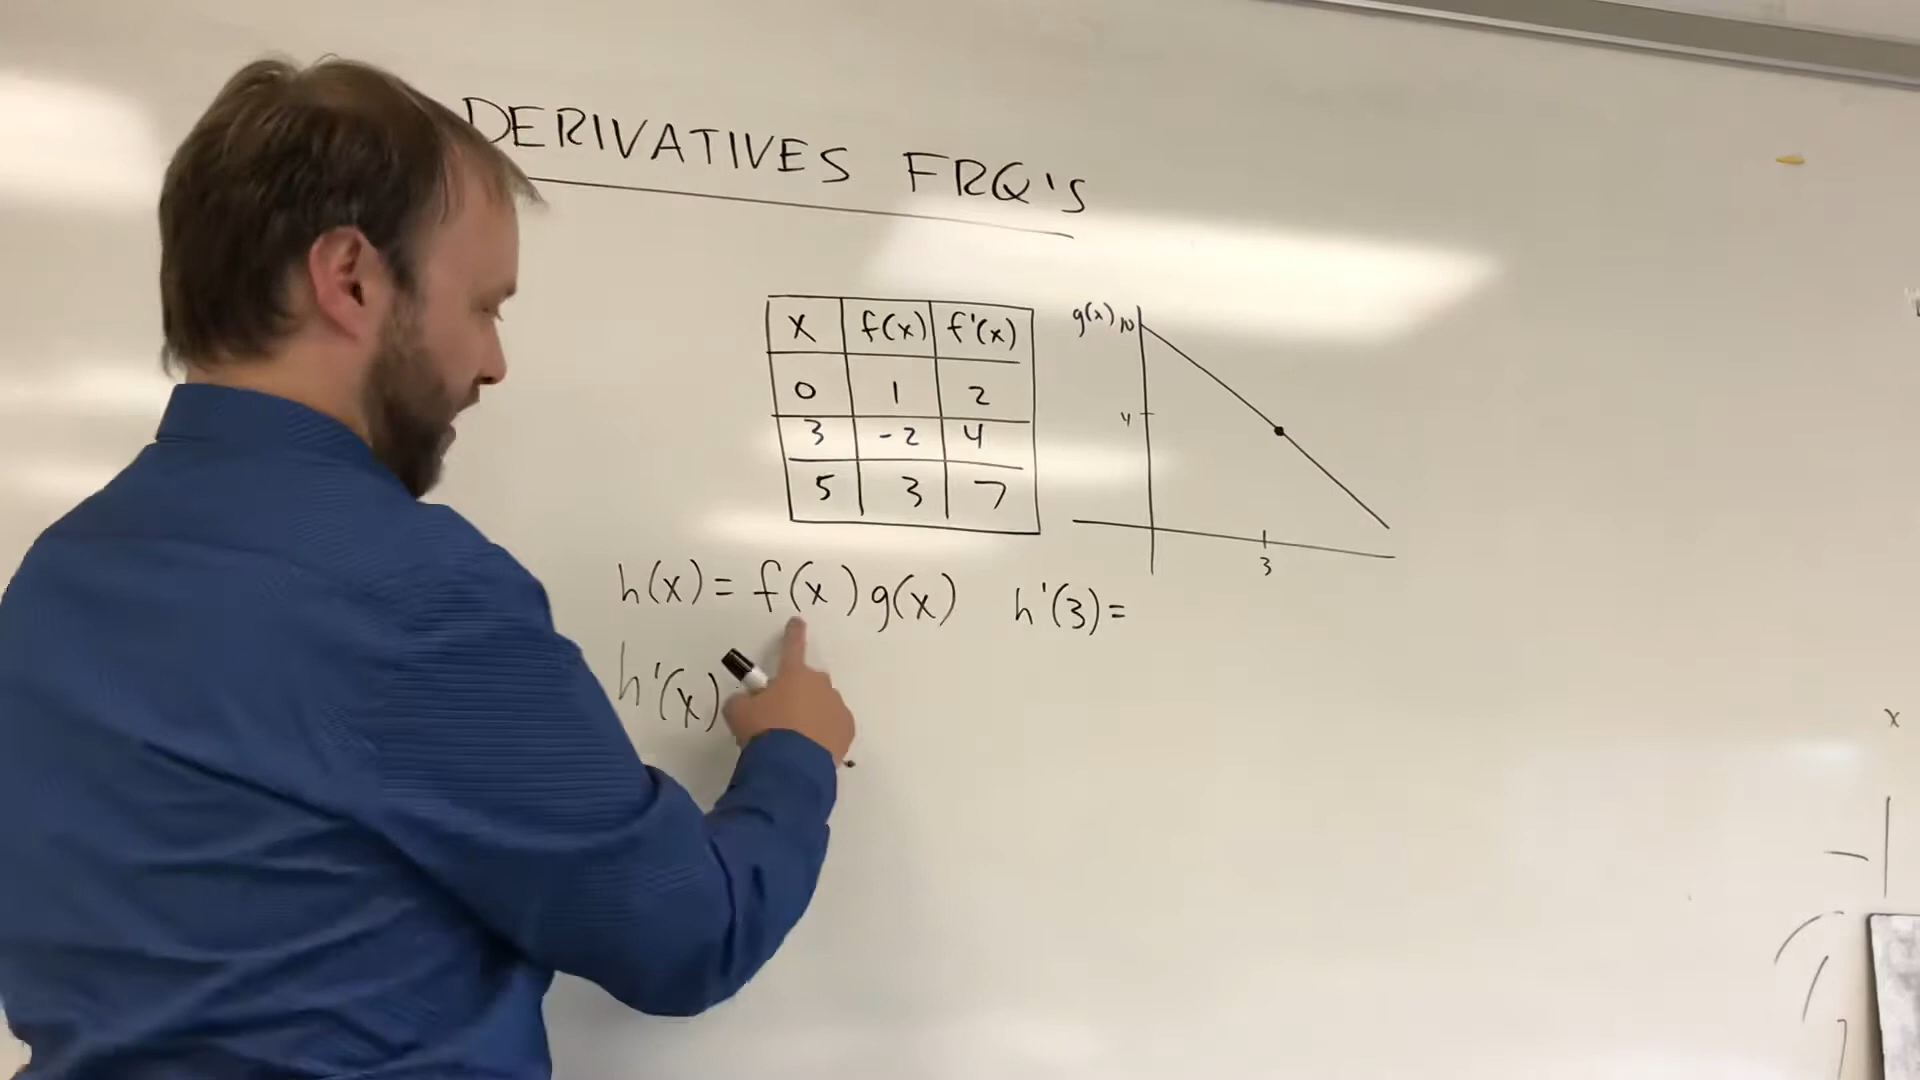 DERIVATIVES FRQ'S
x f(x) f'(x)
0 1 2
3 -2 4
5 3 7
g(x) 10
4
3
h(x) = f(x) g(x) h'(3) =
h'(x)
x